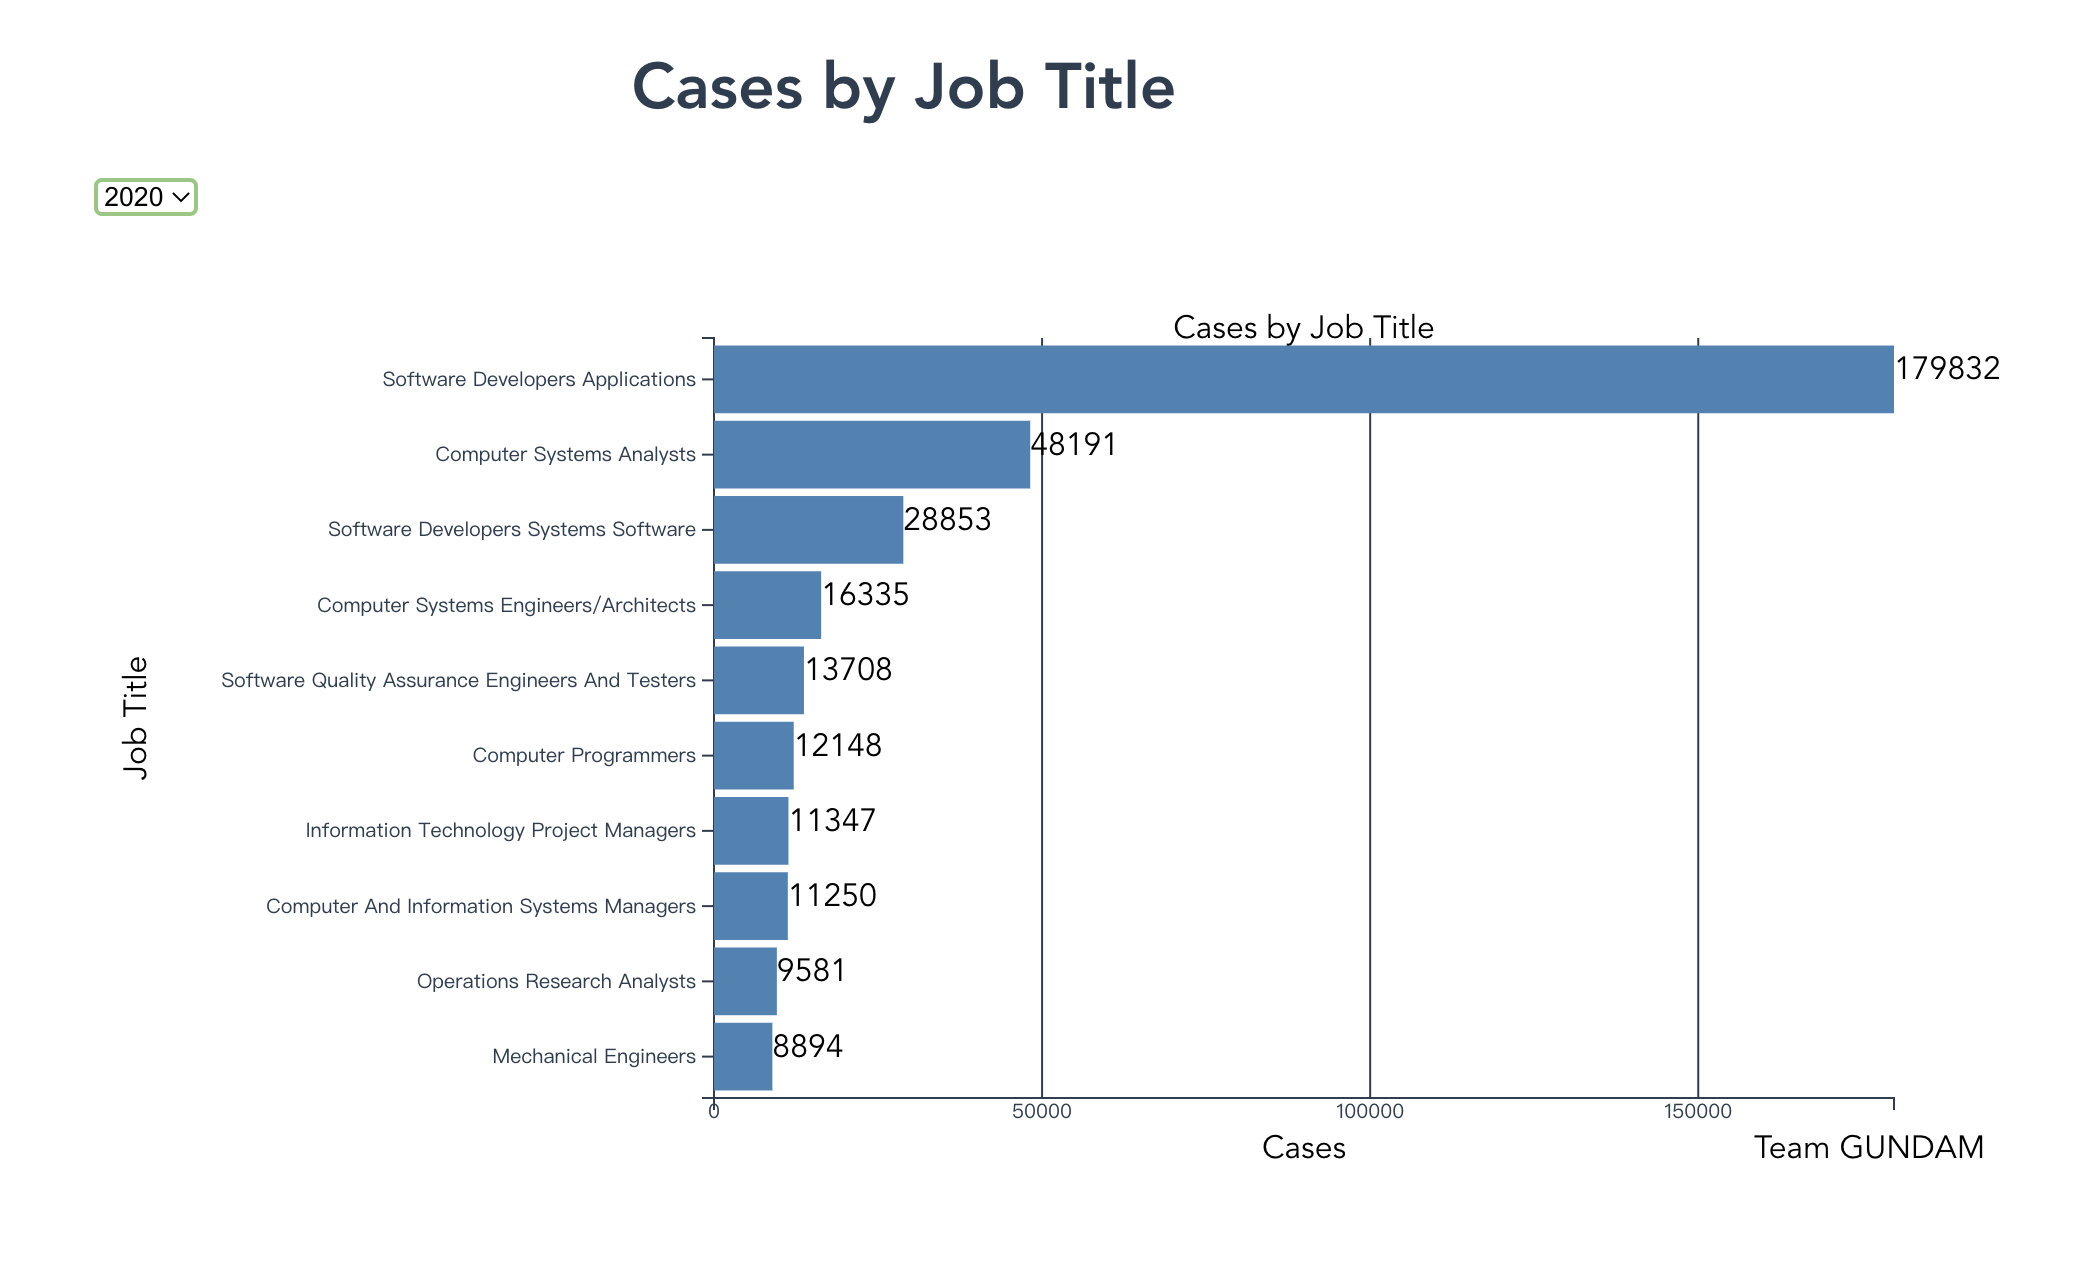 Cases by Job Title
2020
Cases by Job Title
Software Developers Applications 179832
Computer Systems Analysts 48191
Software Developers Systems Software 28853
Computer Systems Engineers/Architects 16335
Software Quality Assurance Engineers And Testers 13708
Computer Programmers 12148
Information Technology Project Managers 11347
Computer And Information Systems Managers 11250
Operations Research Analysts 9581
Mechanical Engineers 8894
Job Title
0 50000 100000 150000
Cases
Team GUNDAM